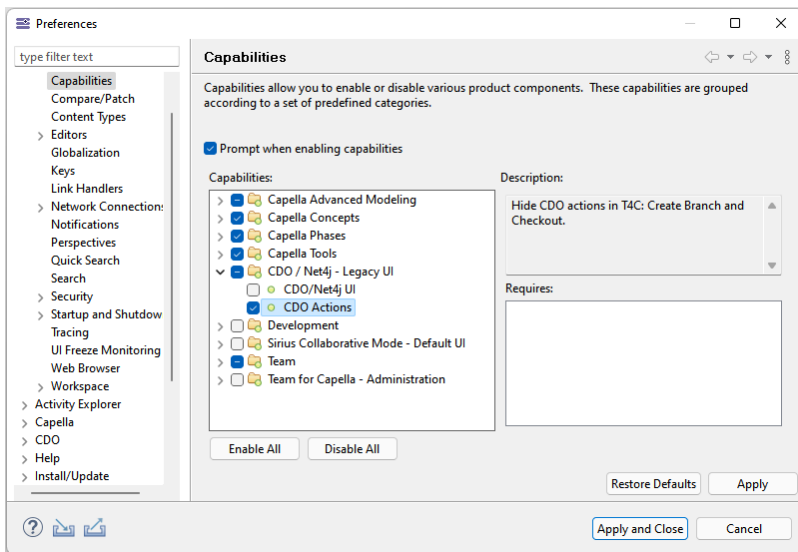 Preferences
type filter text
Capabilities
Compare/Patch
Content Types
Editors
Globalization
Keys
Link Handlers
Network Connection:
Notifications
Perspectives
Quick Search
Search
Security
Startup and Shutdow
Tracing
UI Freeze Monitoring
Web Browser
Workspace
Activity Explorer
Capella
CDO
Help
Install/Update
Capabilities
Capabilities allow you to enable or disable various product components.  These capabilities are grouped
according to a set of predefined categories.
Prompt when enabling capabilities
Capabilities:
Capella Advanced Modeling
Capella Concepts
Capella Phases
Capella Tools
CDO / Net4j - Legacy UI
CDO/Net4j UI
CDO Actions
Development
Sirius Collaborative Mode - Default UI
Team
Team for Capella - Administration
Description:
Hide CDO actions in T4C: Create Branch and
Checkout.
Requires:
Enable All
Disable All
Restore Defaults
Apply
Apply and Close
Cancel